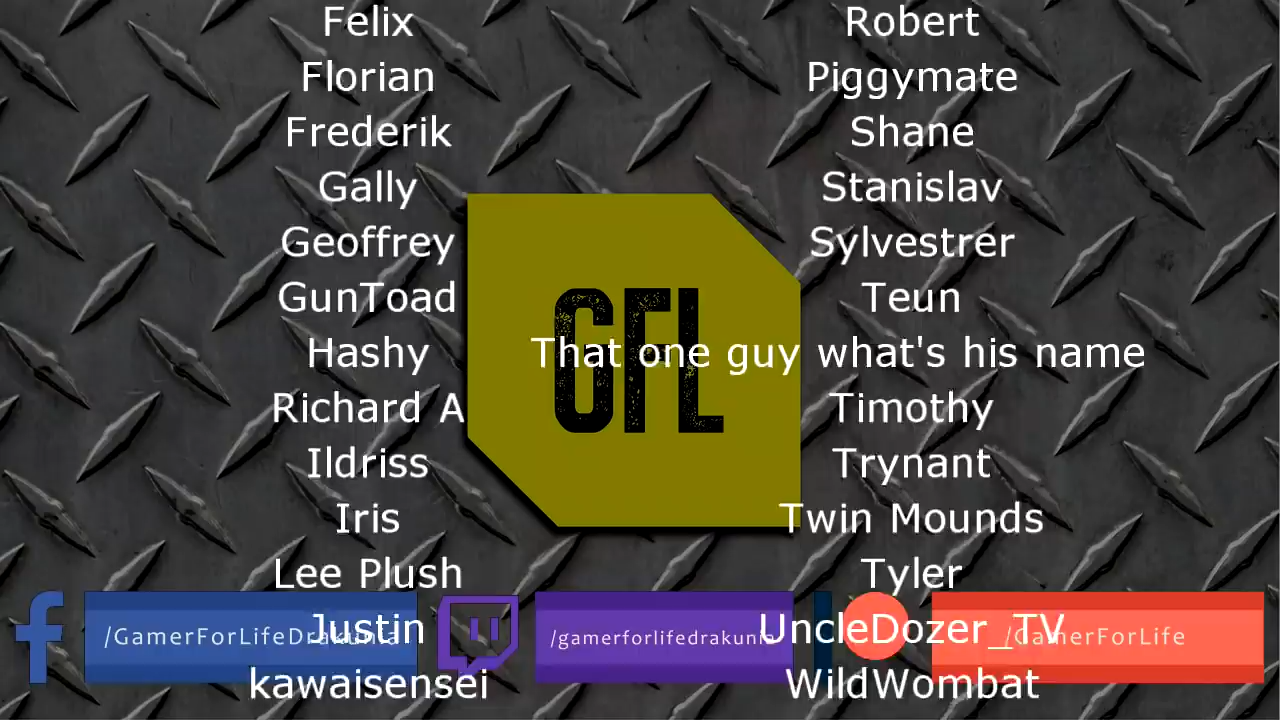 Felix
Florian
Frederik
Gally
Geoffrey
GunToad
Hashy
Richard A
Ildriss
Iris
Lee Plush
Justin
kawaisensei
Robert
Piggymate
Shane
Stanislav
Sylvestrer
Teun
That one guy what's his name
Timothy
Trynant
Twin Mounds
Tyler
UncleDozer_TV
WildWombat
GFL
/GamerForLifeDrakunia
/gamerforlifedrakunia
/GamerForLife